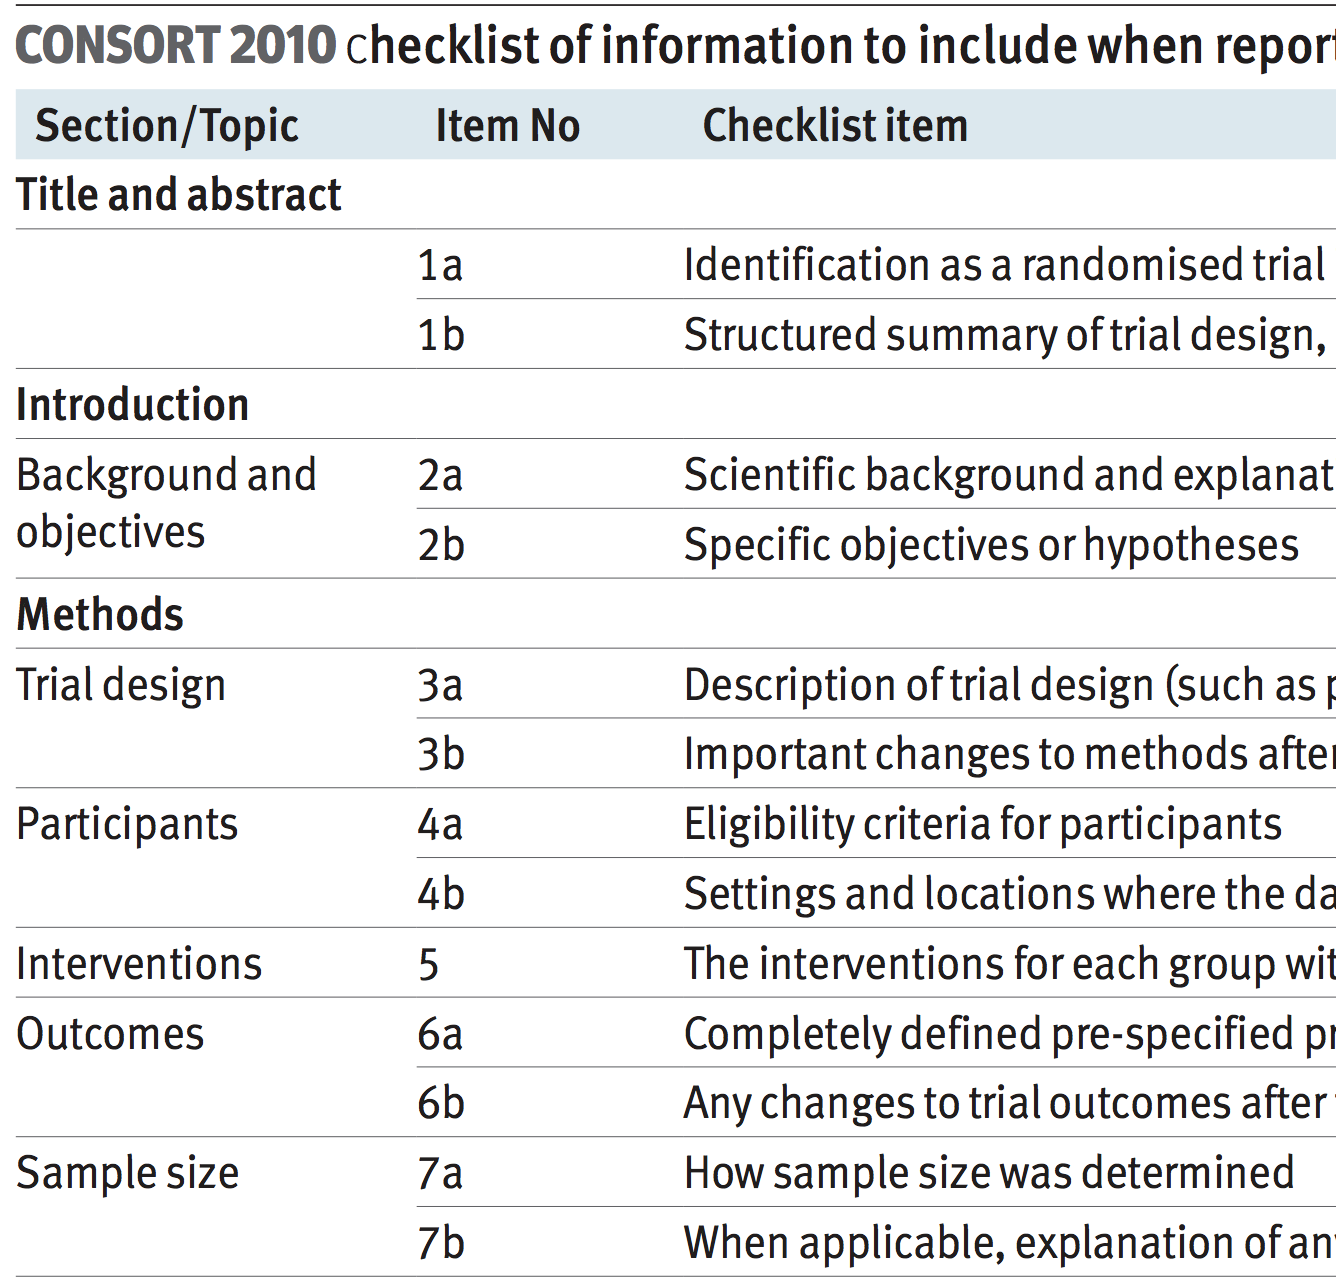 CONSORT 2010 Checklist of information to include when report
Section/Topic Item No Checklist item
Title and abstract
1a Identification as a randomised trial
1b Structured summary of trial design,
Introduction
Background and objectives 2a Scientific background and explanat
2b Specific objectives or hypotheses
Methods
Trial design 3a Description of trial design (such as p
3b Important changes to methods after
Participants 4a Eligibility criteria for participants
4b Settings and locations where the da
Interventions 5 The interventions for each group wit
Outcomes 6a Completely defined pre-specified pr
6b Any changes to trial outcomes after
Sample size 7a How sample size was determined
7b When applicable, explanation of an